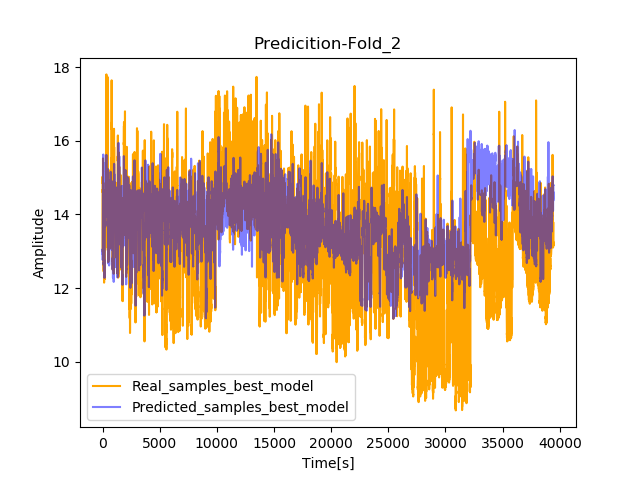 Predicition-Fold_2
18
16
14
12
10
Amplitude
Real_samples_best_model
Predicted_samples_best_model
0 5000 10000 15000 20000 25000 30000 35000 40000
Time[s]